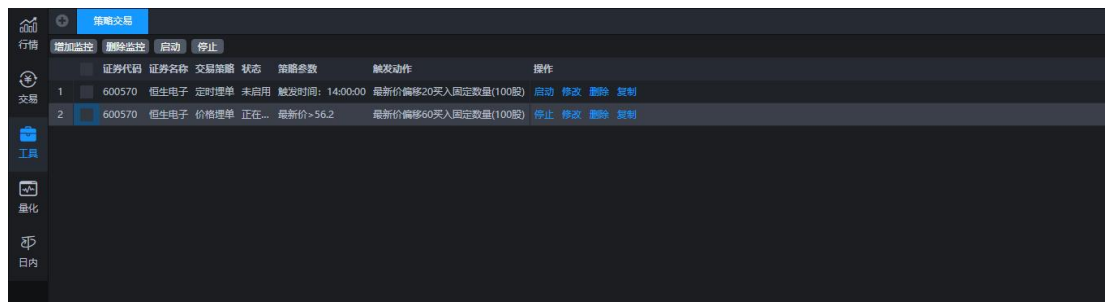 行情
交易
工具
量化
日内
策略交易
增加监控 删除监控 启动 停止
证券代码 证券名称 交易策略 状态 策略参数 触发动作 操作
1 600570 恒生电子 定时埋单 未启用 触发时间：14:00:00 最新价偏移20买入固定数量(100股) 启动 修改 删除 复制
2 600570 恒生电子 价格埋单 正在... 最新价>56.2 最新价偏移60买入固定数量(100股) 停止 修改 删除 复制